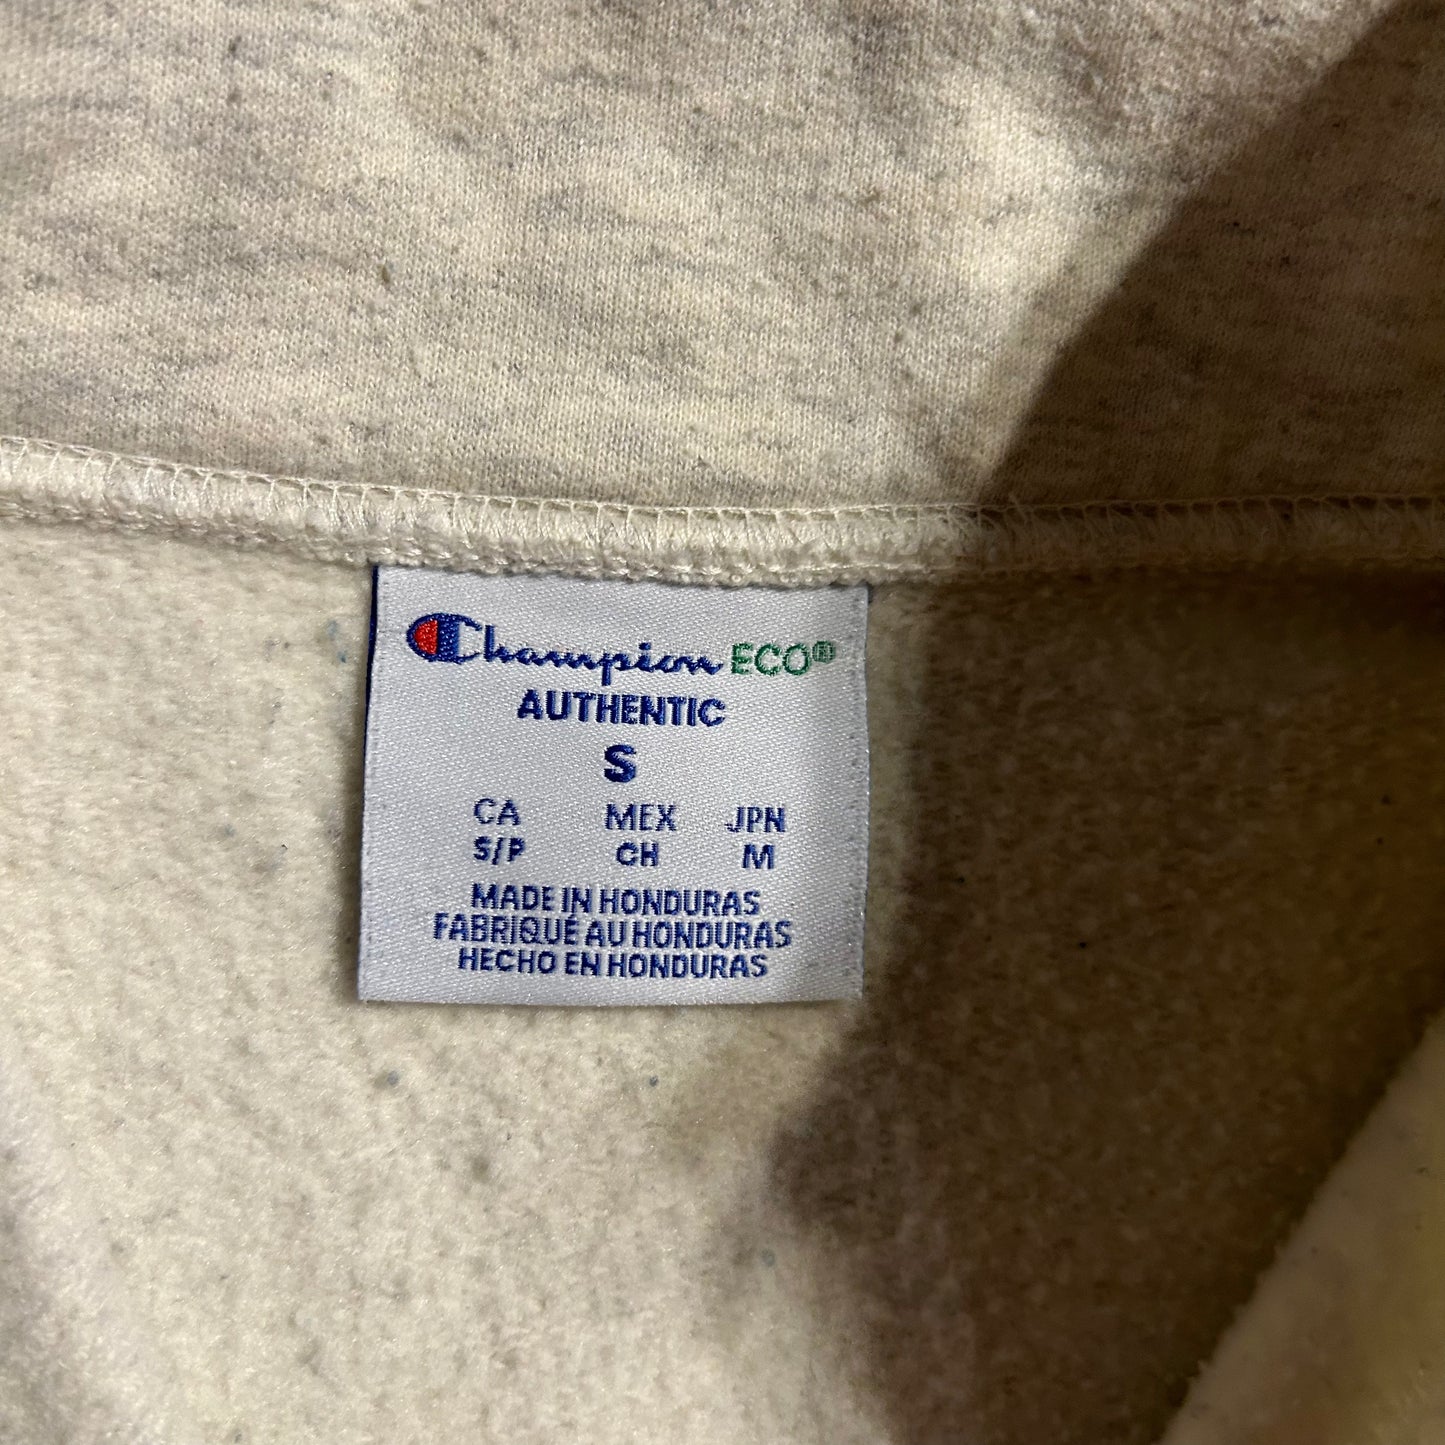 Champion ECO®
AUTHENTIC
S
CA MEX JPN
S/P CH M
MADE IN HONDURAS
FABRIQUÉ AU HONDURAS
HECHO EN HONDURAS